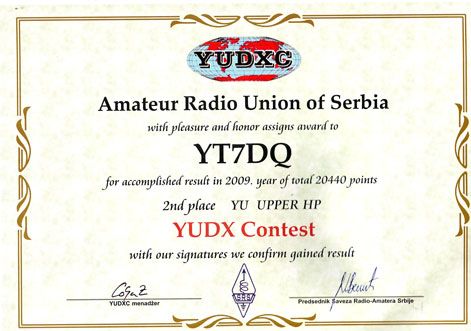 YUDXC
Amateur Radio Union of Serbia
with pleasure and honor assigns award to
YT7DQ
for accomplished result in 2009. year of total 20440 points
2nd place YU UPPER HP
YUDX Contest
with our signatures we confirm gained result
YUDXC menadžer
Predsednik Saveza Radio-Amatera Srbije